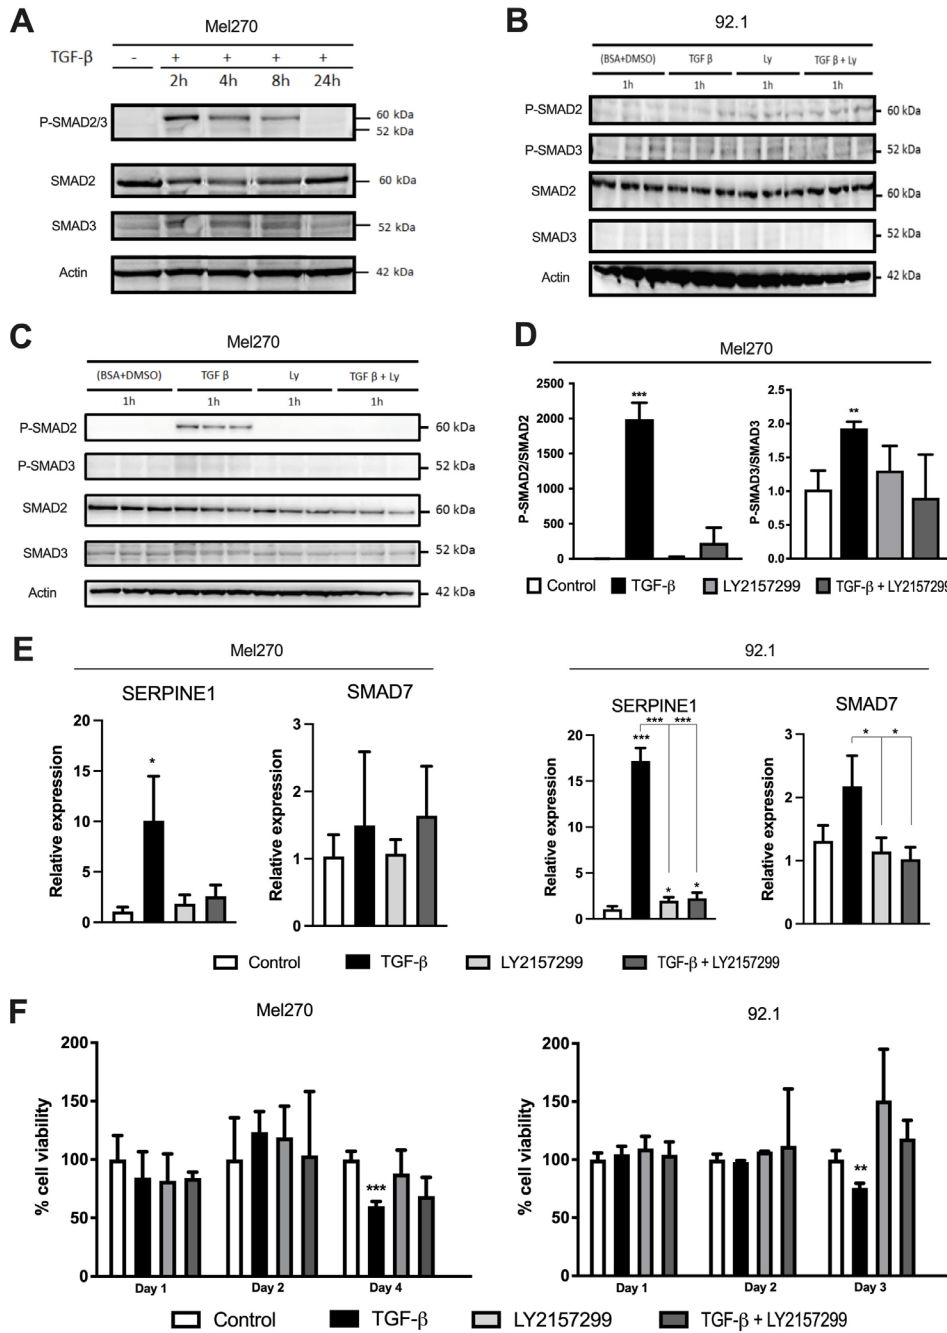 A
Mel270
TGF-β - + + + +
2h 4h 8h 24h
P-SMAD2/3
60 kDa
52 kDa
SMAD2
60 kDa
SMAD3
52 kDa
Actin
42 kDa
B
92.1
(BSA+DMSO) TGF β Ly TGF β + Ly
1h 1h 1h 1h
P-SMAD2
60 kDa
P-SMAD3
52 kDa
SMAD2
60 kDa
SMAD3
52 kDa
Actin
42 kDa
C
Mel270
(BSA+DMSO) TGF β Ly TGF β + Ly
1h 1h 1h 1h
P-SMAD2
60 kDa
P-SMAD3
52 kDa
SMAD2
60 kDa
SMAD3
52 kDa
Actin
42 kDa
D
Mel270
P-SMAD2/SMAD2
2500
2000
1500
1000
500
0
***
P-SMAD3/SMAD3
2.5
2.0
1.5
1.0
0.5
0.0
**
Control TGF-β LY2157299 TGF-β + LY2157299
E
Mel270
SERPINE1
Relative expression
20
15
10
5
0
*
SMAD7
Relative expression
3
2
1
0
92.1
SERPINE1
Relative expression
20
15
10
5
0
*** *** ***
* *
SMAD7
Relative expression
3
2
1
0
* *
Control TGF-β LY2157299 TGF-β + LY2157299
F
Mel270
% cell viability
200
150
100
50
0
***
Day 1 Day 2 Day 4
92.1
% cell viability
200
150
100
50
0
**
Day 1 Day 2 Day 3
Control TGF-β LY2157299 TGF-β + LY2157299